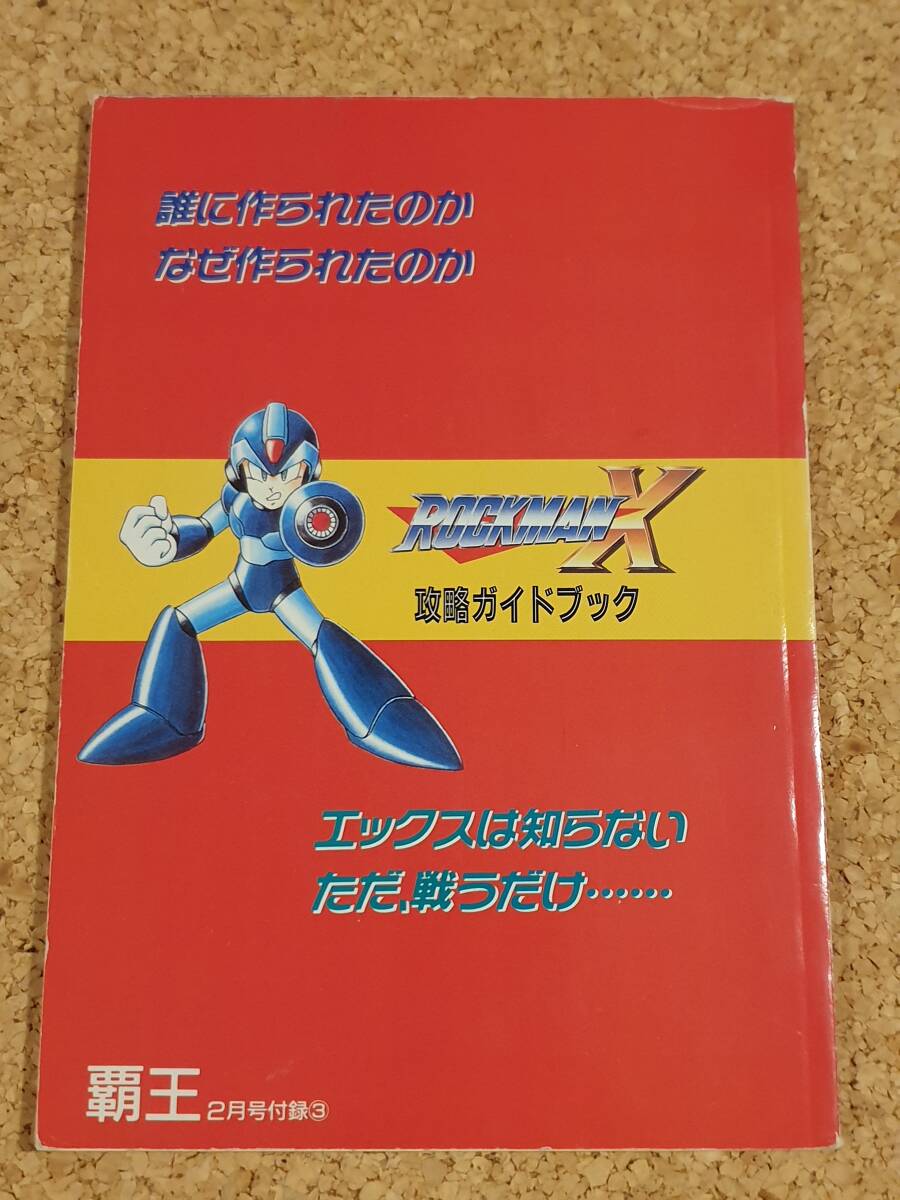 誰に作られたのか
なぜ作られたのか
ROCKMAN X
攻略ガイドブック
エックスは知らない
ただ、戦うだけ……
覇王 2月号付録③